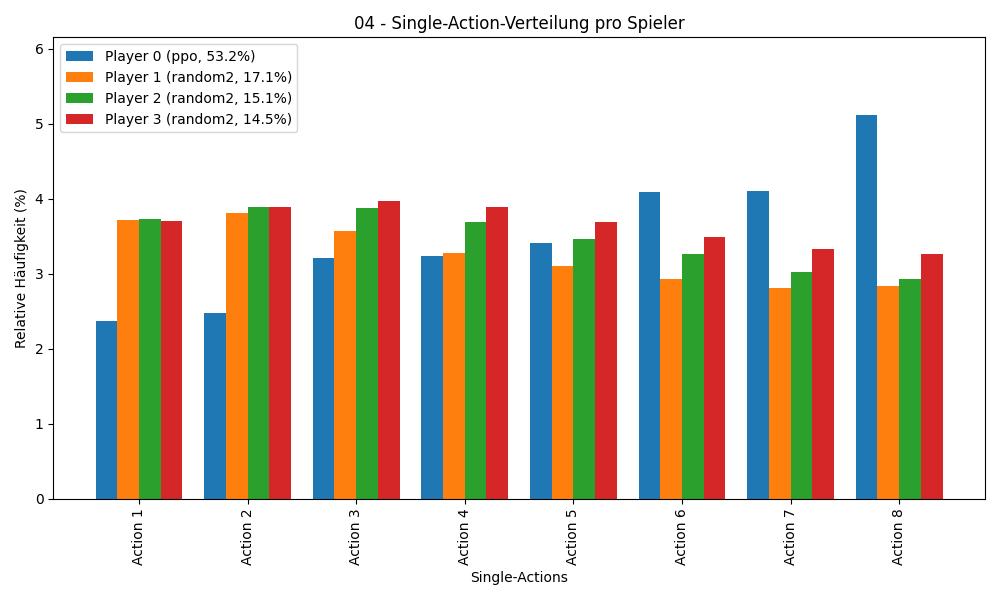 04 - Single-Action-Verteilung pro Spieler
Player 0 (ppo, 53.2%)
Player 1 (random2, 17.1%)
Player 2 (random2, 15.1%)
Player 3 (random2, 14.5%)
Relative Häufigkeit (%)
6
5
4
3
2
1
0
Action 1
Action 2
Action 3
Action 4
Action 5
Action 6
Action 7
Action 8
Single-Actions